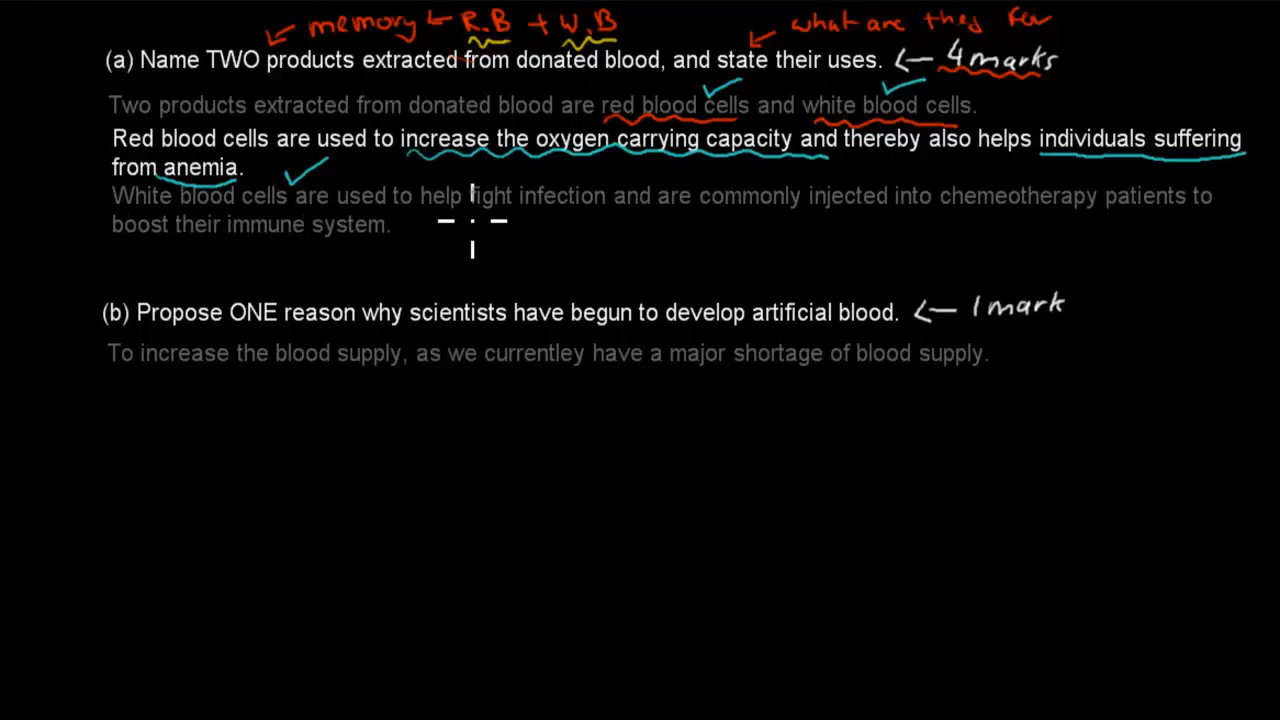 memory ← R.B + W.B what are they for
(a) Name TWO products extracted from donated blood, and state their uses. ← 4 marks
Two products extracted from donated blood are red blood cells and white blood cells.
Red blood cells are used to increase the oxygen carrying capacity and thereby also helps individuals suffering
from anemia.
White blood cells are used to help fight infection and are commonly injected into chemeotherapy patients to
boost their immune system.
(b) Propose ONE reason why scientists have begun to develop artificial blood. ← 1 mark
To increase the blood supply, as we currentley have a major shortage of blood supply.